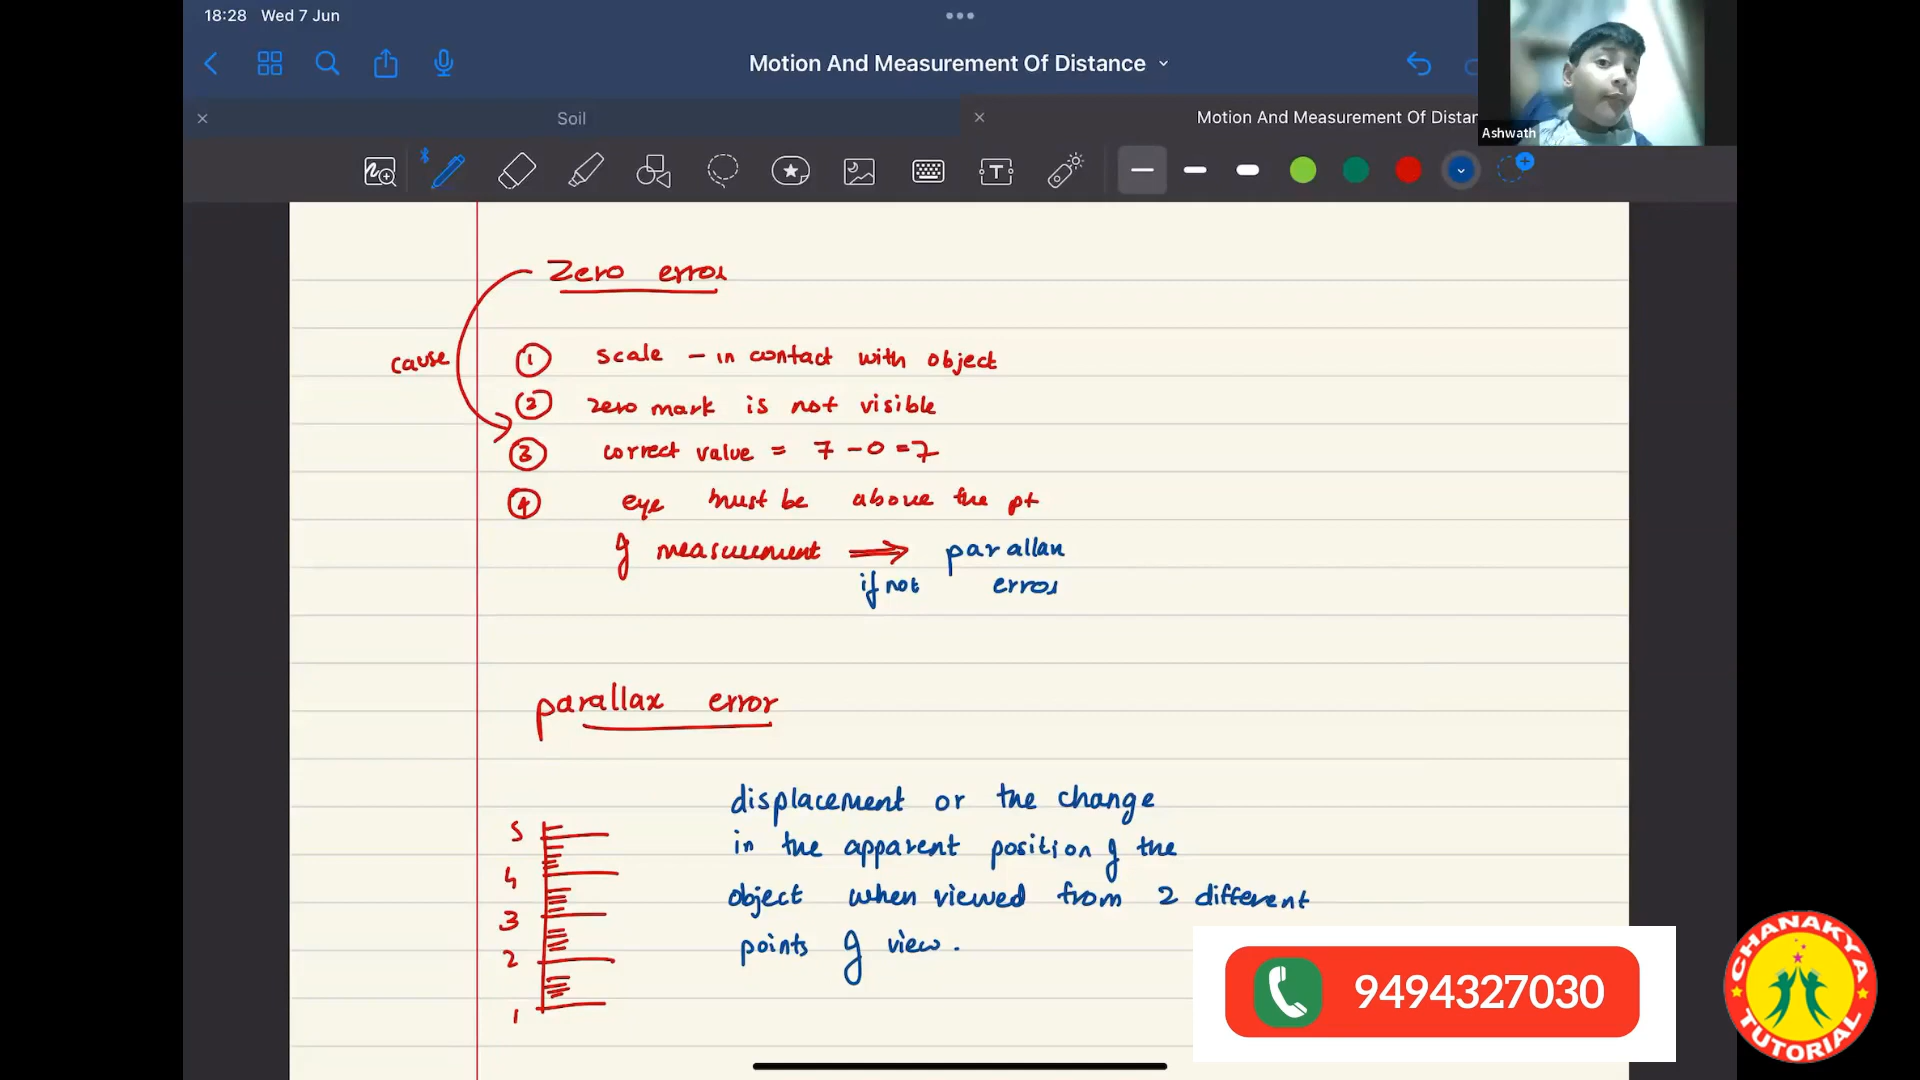 18:28 Wed 7 Jun
Motion And Measurement Of Distance
Soil
Motion And Measurement Of Distan
Ashwath
T
Zero error
cause
1 scale - in contact with object
2 zero mark is not visible
3 correct value = 7 - 0 = 7
4 eye must be above the pt
of measurement ⟹ parallax
if not error
parallax error
displacement or the change
in the apparent position of the
object when viewed from 2 different
points of view.
5
4
3
2
1
9494327030
CHANAKYA
TUTORIAL